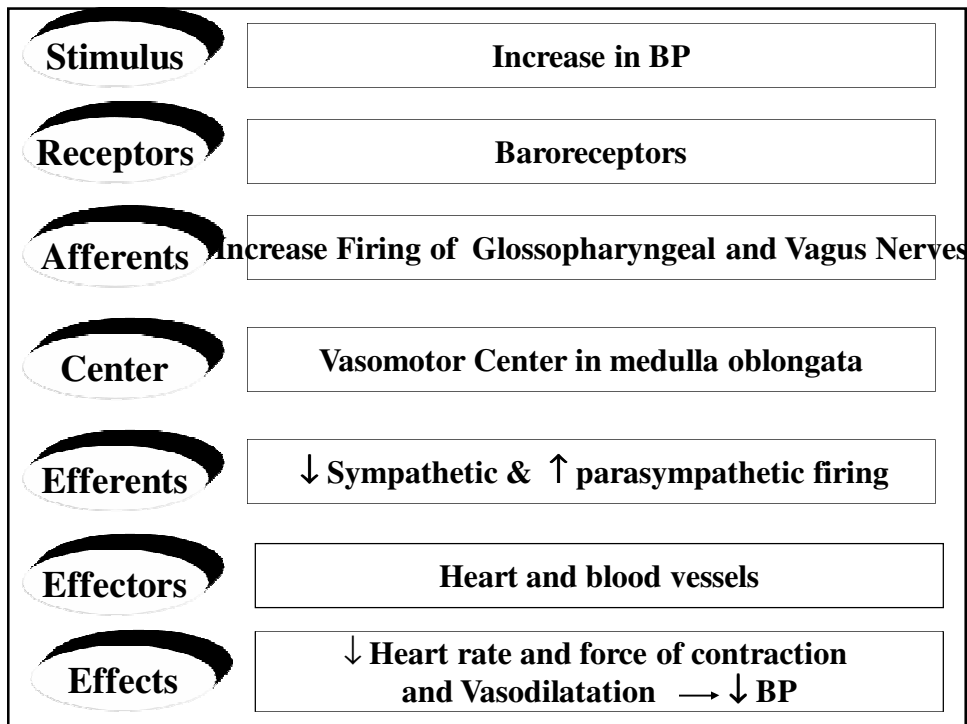 Stimulus
Increase in BP
Receptors
Baroreceptors
Afferents
Increase Firing of Glossopharyngeal and Vagus Nerves
Center
Vasomotor Center in medulla oblongata
Efferents
↓ Sympathetic & ↑ parasympathetic firing
Effectors
Heart and blood vessels
Effects
↓ Heart rate and force of contraction
and Vasodilatation → ↓ BP